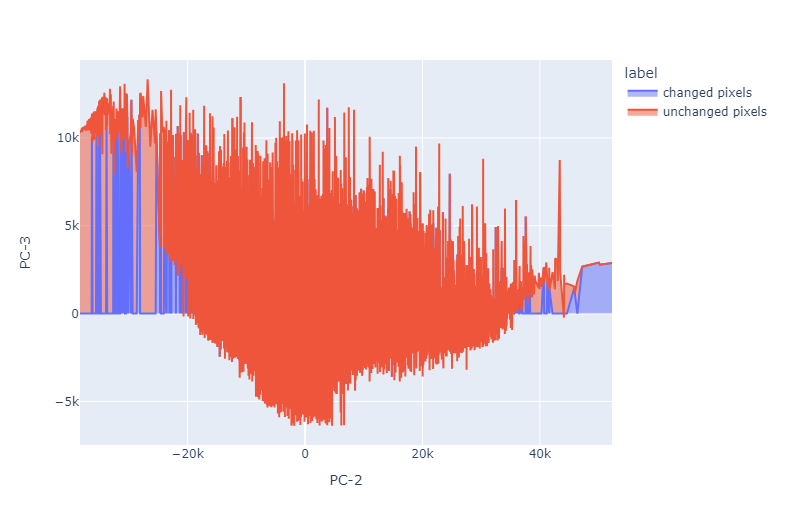 label
changed pixels
unchanged pixels
10k
5k
0
−5k
PC-3
−20k
0
20k
40k
PC-2